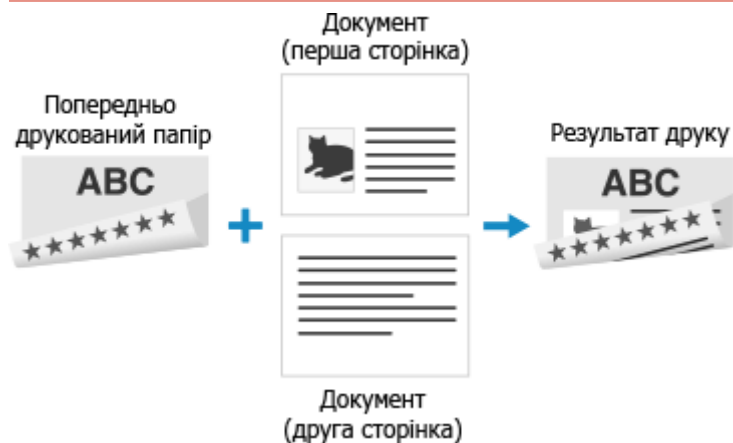 Документ
(перша сторінка)
Попередньо
друкований папір
ABC
Результат друку
ABC
Документ
(друга сторінка)